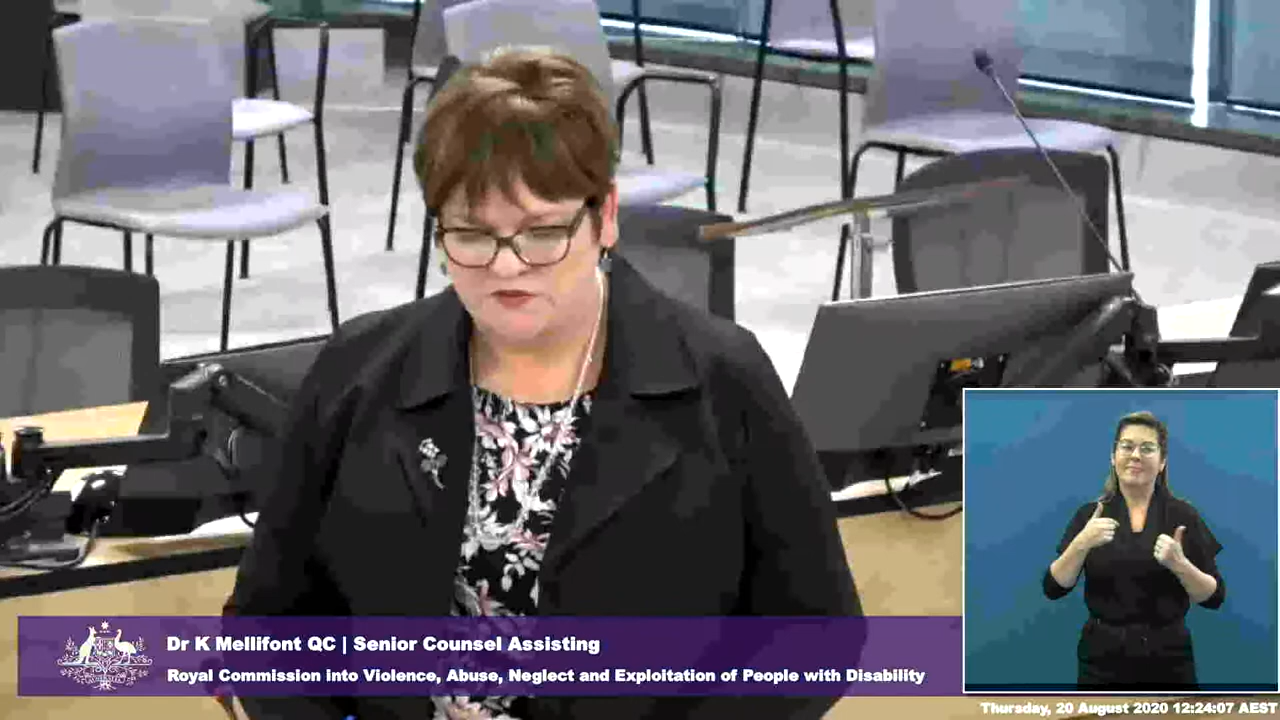 Dr K Mellifont QC | Senior Counsel Assisting
Royal Commission into Violence, Abuse, Neglect and Exploitation of People with Disability
Thursday, 20 August 2020 12:24:07 AEST